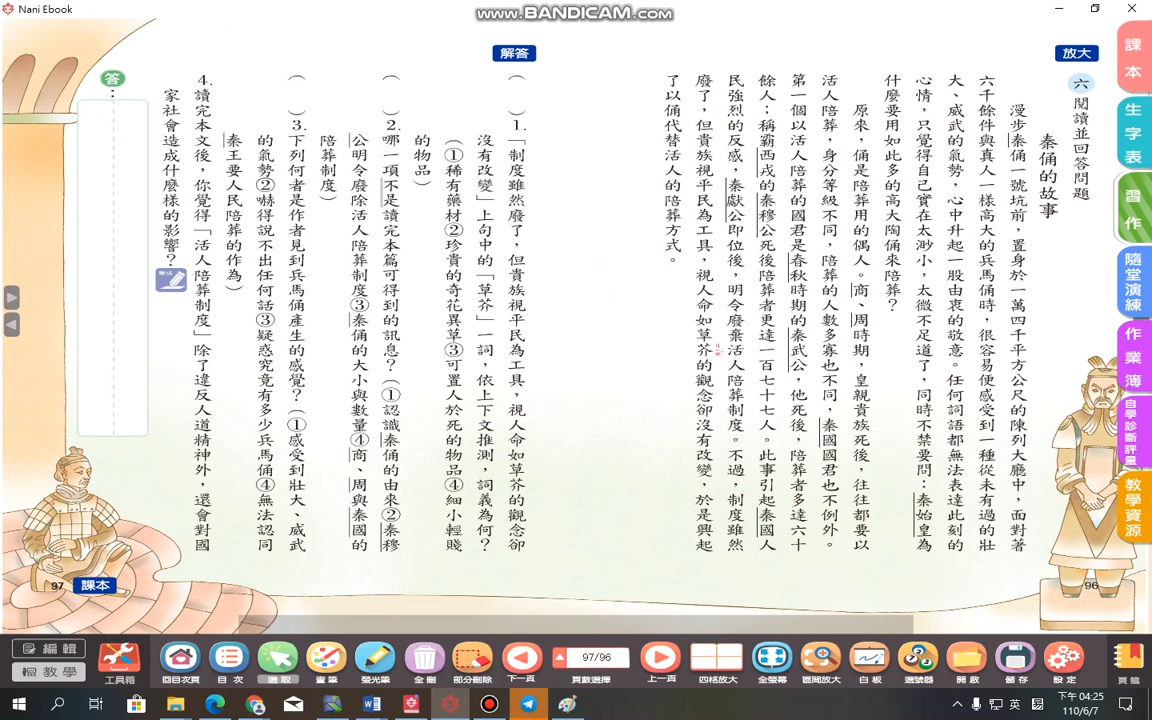 Nani Ebook
www.BANDICAM.com
放大
六 閱讀並回答問題
秦俑的故事
漫步秦俑一號坑前，置身於一萬四千平方公尺的陳列大廳中，面對著
六千餘件與真人一樣高大的兵馬俑時，很容易便感受到一種從未有過的壯
大、威武的氣勢，心中升起一股由衷的敬意。任何詞語都無法表達此刻的
心情，只覺得自己實在太渺小，太微不足道了，同時不禁要問：秦始皇為
什麼要用如此多的高大陶俑來陪葬？
原來，俑是陪葬用的偶人。商、周時期，皇親貴族死後，往往都要以
活人陪葬，身分等級不同，陪葬的人數多寡也不同，秦國國君也不例外。
第一個以活人陪葬的國君是春秋時期的秦武公，他死後，陪葬者多達六十
餘人；稱霸西戎的秦穆公死後陪葬者更達一百七十七人。此事引起秦國人
民強烈的反感，秦獻公即位後，明令廢棄活人陪葬制度。不過，制度雖然
廢了，但貴族視平民為工具，視人命如草芥的觀念卻沒有改變，於是興起
ㄐㄧㄝˋ
了以俑代替活人的陪葬方式。
96
解答
（　）1.「制度雖然廢了，但貴族視平民為工具，視人命如草芥的觀念卻
沒有改變」上句中的「草芥」一詞，依上下文推測，詞義為何？
（①稀有藥材②珍貴的奇花異草③可置人於死的物品④細小輕賤
的物品）
（　）2.哪一項不是讀完本篇可得到的訊息？（①認識秦俑的由來②秦穆
公明令廢除活人陪葬制度③秦俑的大小與數量④商、周與秦國的
陪葬制度）
（　）3.下列何者是作者見到兵馬俑產生的感覺？（①感受到壯大、威武
的氣勢②嚇得說不出任何話③疑惑究竟有多少兵馬俑④無法認同
秦王要人民陪葬的作為）
4.讀完本文後，你覺得「活人陪葬制度」除了違反人道精神外，還會對國
家社會造成什麼樣的影響？
答：
97
課本
課本
生字表
習作
隨堂演練
作業簿
自學診斷評量
教學資源
編輯
教學
工具箱
回目次頁
目次
選取
畫筆
螢光筆
全刪
部分刪除
下一頁
97/96
頁數選擇
上一頁
四格放大
全螢幕
區間放大
白板
選號器
開啟
儲存
設定
頁籤
英
下午 04:25
110/6/7